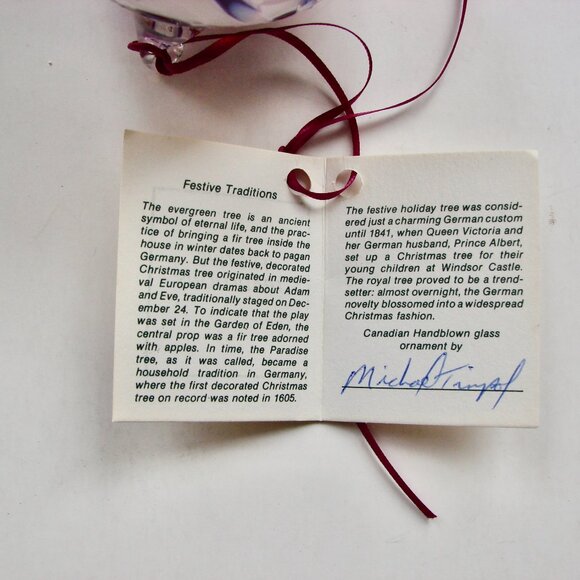 Festive Traditions
The evergreen tree is an ancient
symbol of eternal life, and the prac-
tice of bringing a fir tree inside the
house in winter dates back to pagan
Germany. But the festive, decorated
Christmas tree originated in medie-
val European dramas about Adam
and Eve, traditionally staged on Dec-
ember 24. To indicate that the play
was set in the Garden of Eden, the
central prop was a fir tree adorned
with apples. In time, the Paradise
tree, as it was called, became a
household tradition in Germany,
where the first decorated Christmas
tree on record was noted in 1605.
The festive holiday tree was consid-
ered just a charming German custom
until 1841, when Queen Victoria and
her German husband, Prince Albert,
set up a Christmas tree for their
young children at Windsor Castle.
The royal tree proved to be a trend-
setter: almost overnight, the German
novelty blossomed into a widespread
Christmas fashion.
Canadian Handblown glass
ornament by
Michael